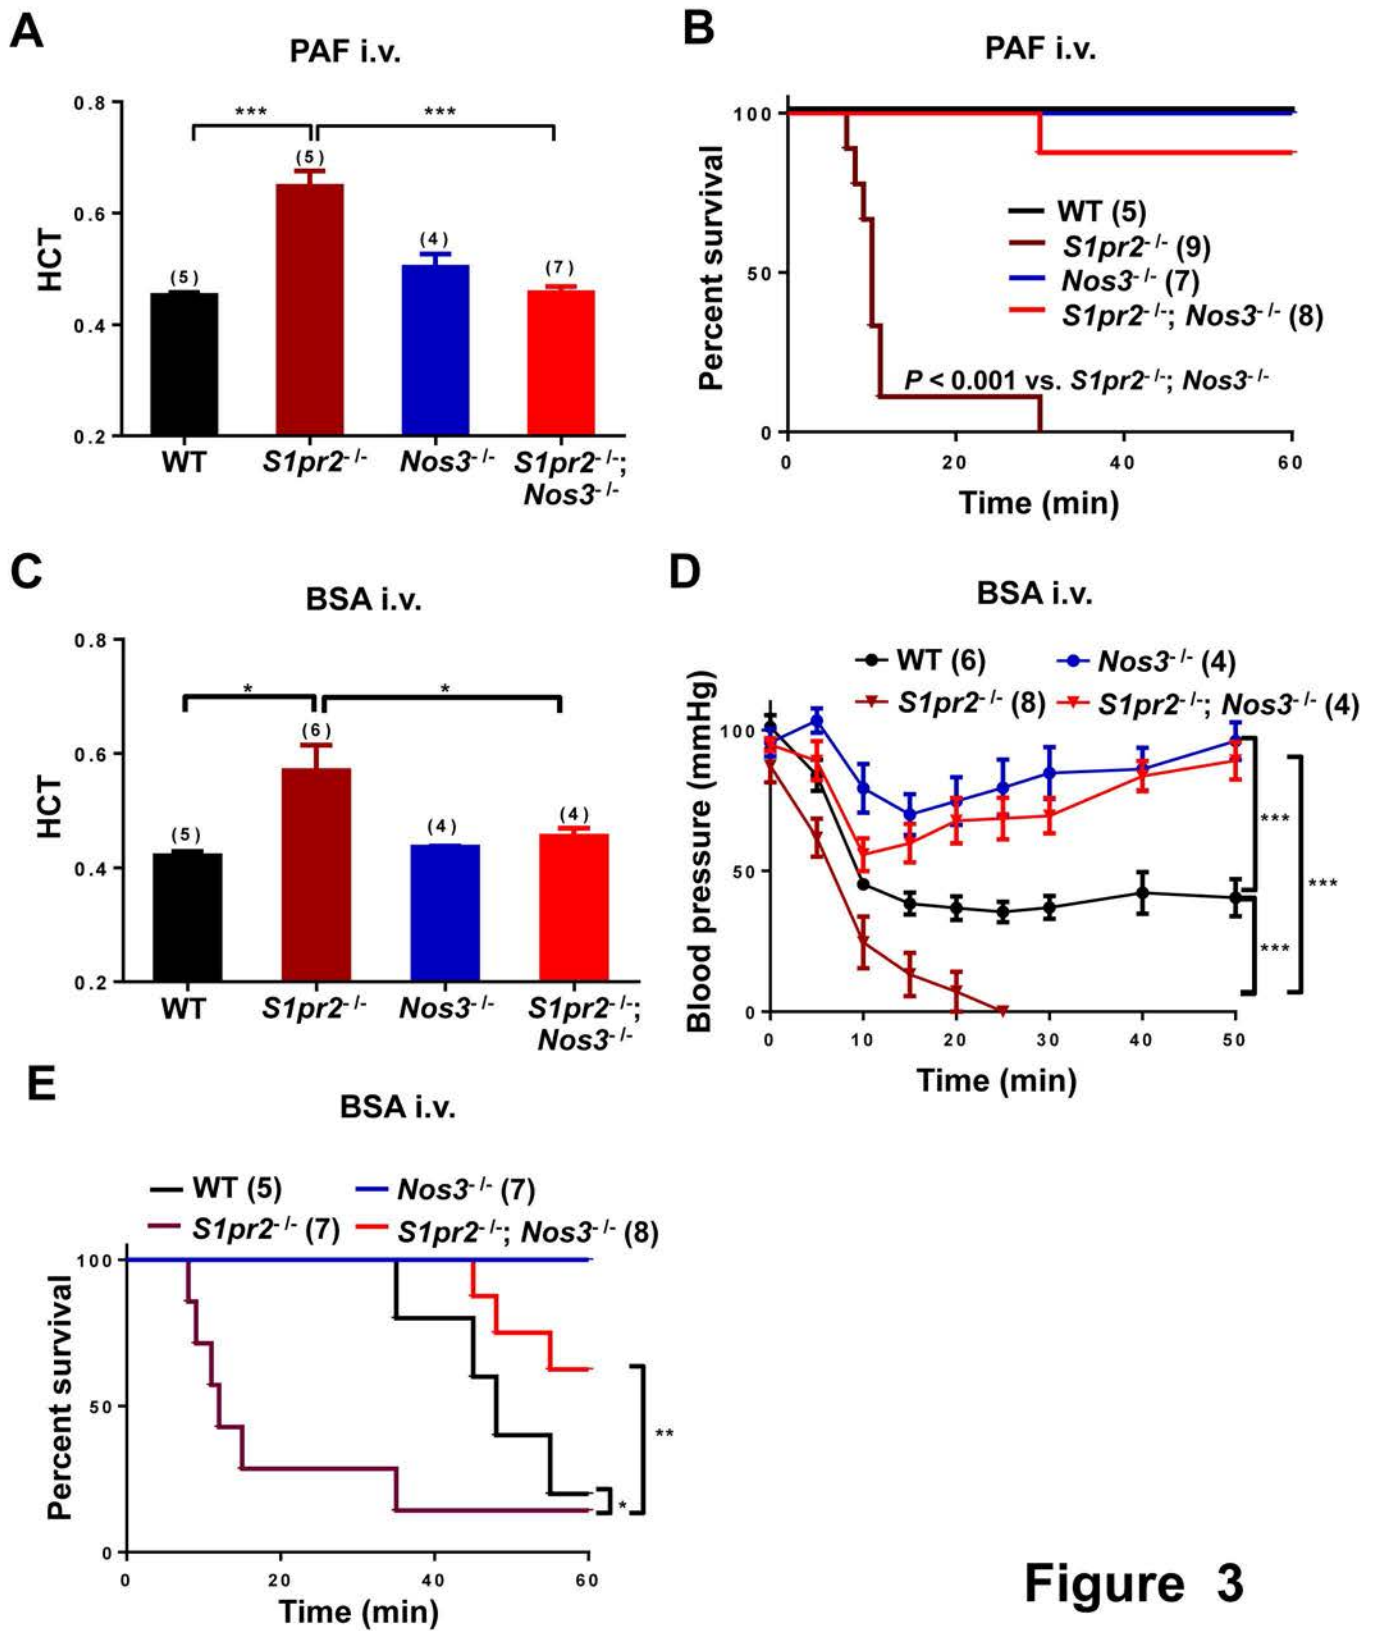 A
PAF i.v.
HCT
0.8
0.6
0.4
0.2
***
***
(5)
(5)
(4)
(7)
WT
S1pr2-/-
Nos3-/-
S1pr2-/-;
Nos3-/-
B
PAF i.v.
Percent survival
100
50
0
WT (5)
S1pr2-/- (9)
Nos3-/- (7)
S1pr2-/-; Nos3-/- (8)
P < 0.001 vs. S1pr2-/-; Nos3-/-
0
20
40
60
Time (min)
C
BSA i.v.
HCT
0.8
0.6
0.4
0.2
*
*
(5)
(6)
(4)
(4)
WT
S1pr2-/-
Nos3-/-
S1pr2-/-;
Nos3-/-
D
BSA i.v.
WT (6)
Nos3-/- (4)
S1pr2-/- (8)
S1pr2-/-; Nos3-/- (4)
Blood pressure (mmHg)
100
50
0
***
***
***
0
10
20
30
40
50
Time (min)
E
BSA i.v.
WT (5)
Nos3-/- (7)
S1pr2-/- (7)
S1pr2-/-; Nos3-/- (8)
Percent survival
100
50
0
**
*
0
20
40
60
Time (min)
Figure 3